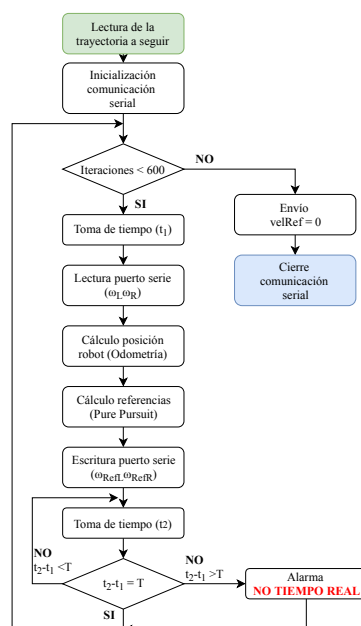 Lectura de la
trayectoria a seguir
Inicialización
comunicación
serial
Iteraciones < 600
NO
SI
Envío
velRef = 0
Toma de tiempo (t₁)
Cierre
comunicación
serial
Lectura puerto serie
(ω_Lω_R)
Cálculo posición
robot (Odometría)
Cálculo referencias
(Pure Pursuit)
Escritura puerto serie
(ω_RefLω_RefR)
Toma de tiempo (t2)
NO
t₂-t₁ <T
t₂-t₁ = T
NO
t₂-t₁ >T
Alarma
NO TIEMPO REAL
SI